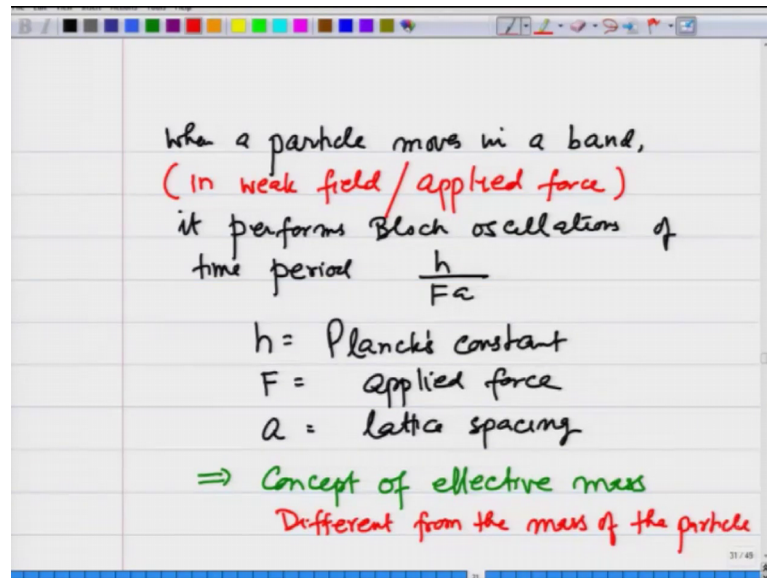 When a particle moves in a band,
(in weak field / applied force)
it performs Bloch oscillations of
time period h/Fa
h = Planck's constant
F = applied force
a = lattice spacing
⇒ Concept of effective mass
Different from the mass of the particle
31/49